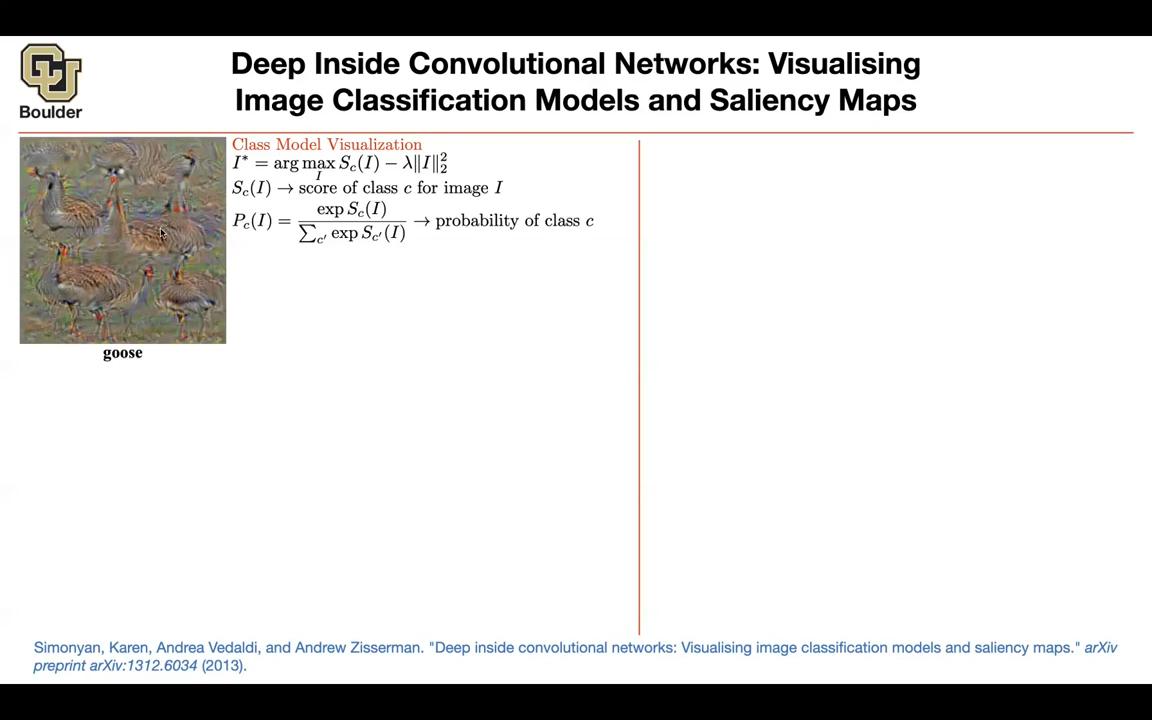 Boulder
Deep Inside Convolutional Networks: Visualising
Image Classification Models and Saliency Maps
Class Model Visualization
I* = arg max_I S_c(I) − λ‖I‖₂²
S_c(I) → score of class c for image I
P_c(I) = exp S_c(I) / ∑_c′ exp S_c′(I) → probability of class c
goose
Simonyan, Karen, Andrea Vedaldi, and Andrew Zisserman. "Deep inside convolutional networks: Visualising image classification models and saliency maps." arXiv
preprint arXiv:1312.6034 (2013).